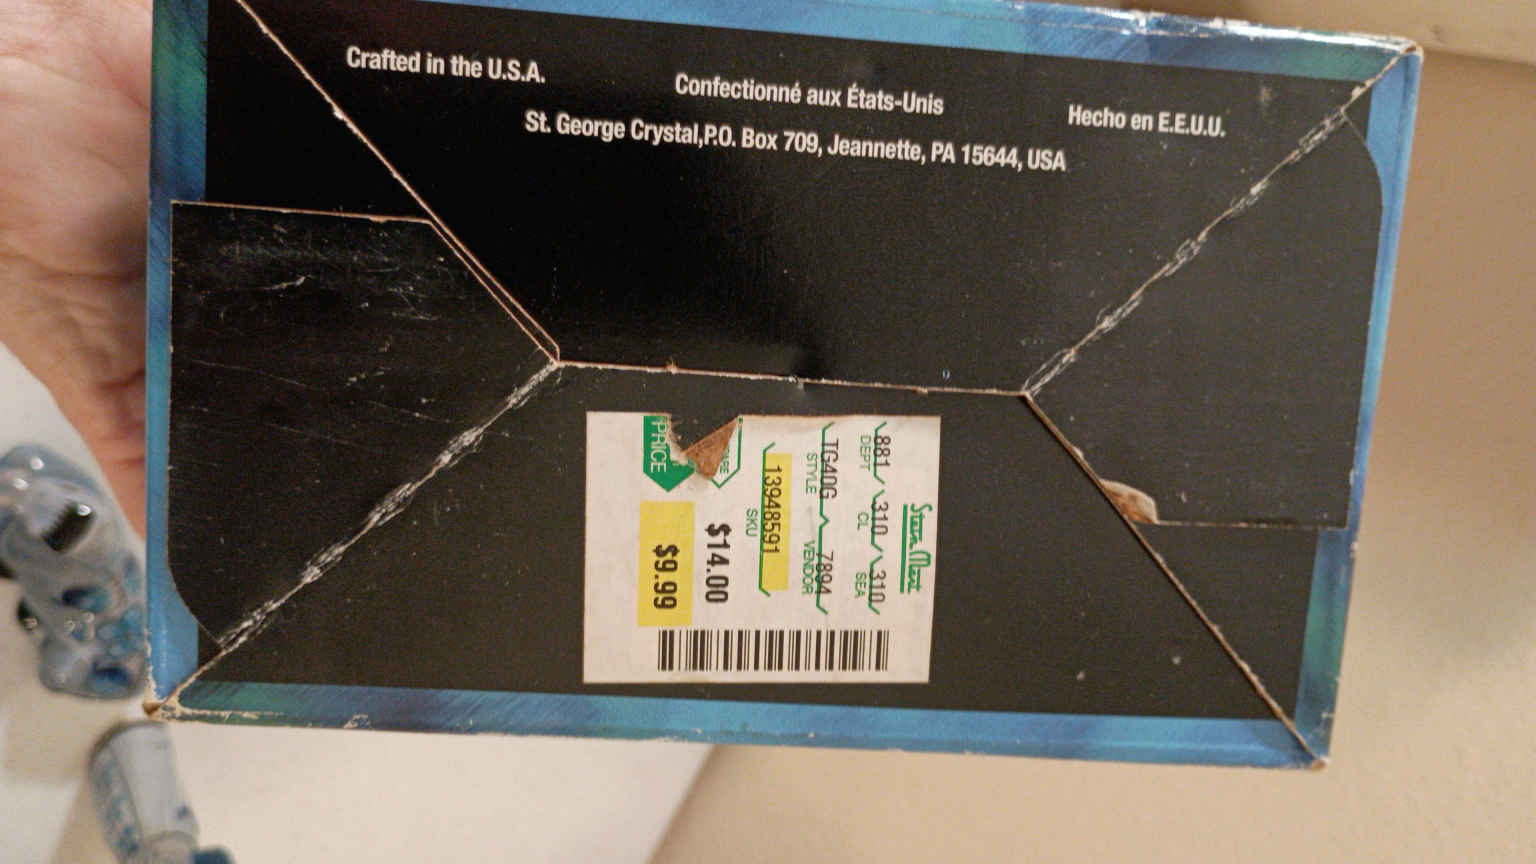 Crafted in the U.S.A.
Confectionné aux États-Unis
Hecho en E.E.U.U.
St. George Crystal,P.O. Box 709, Jeannette, PA 15644, USA
Stein Mart
881 310 310
DEPT CL SEA
TG40G 7894
STYLE VENDOR
13948591
SKU
$14.00
PRICE
$9.99